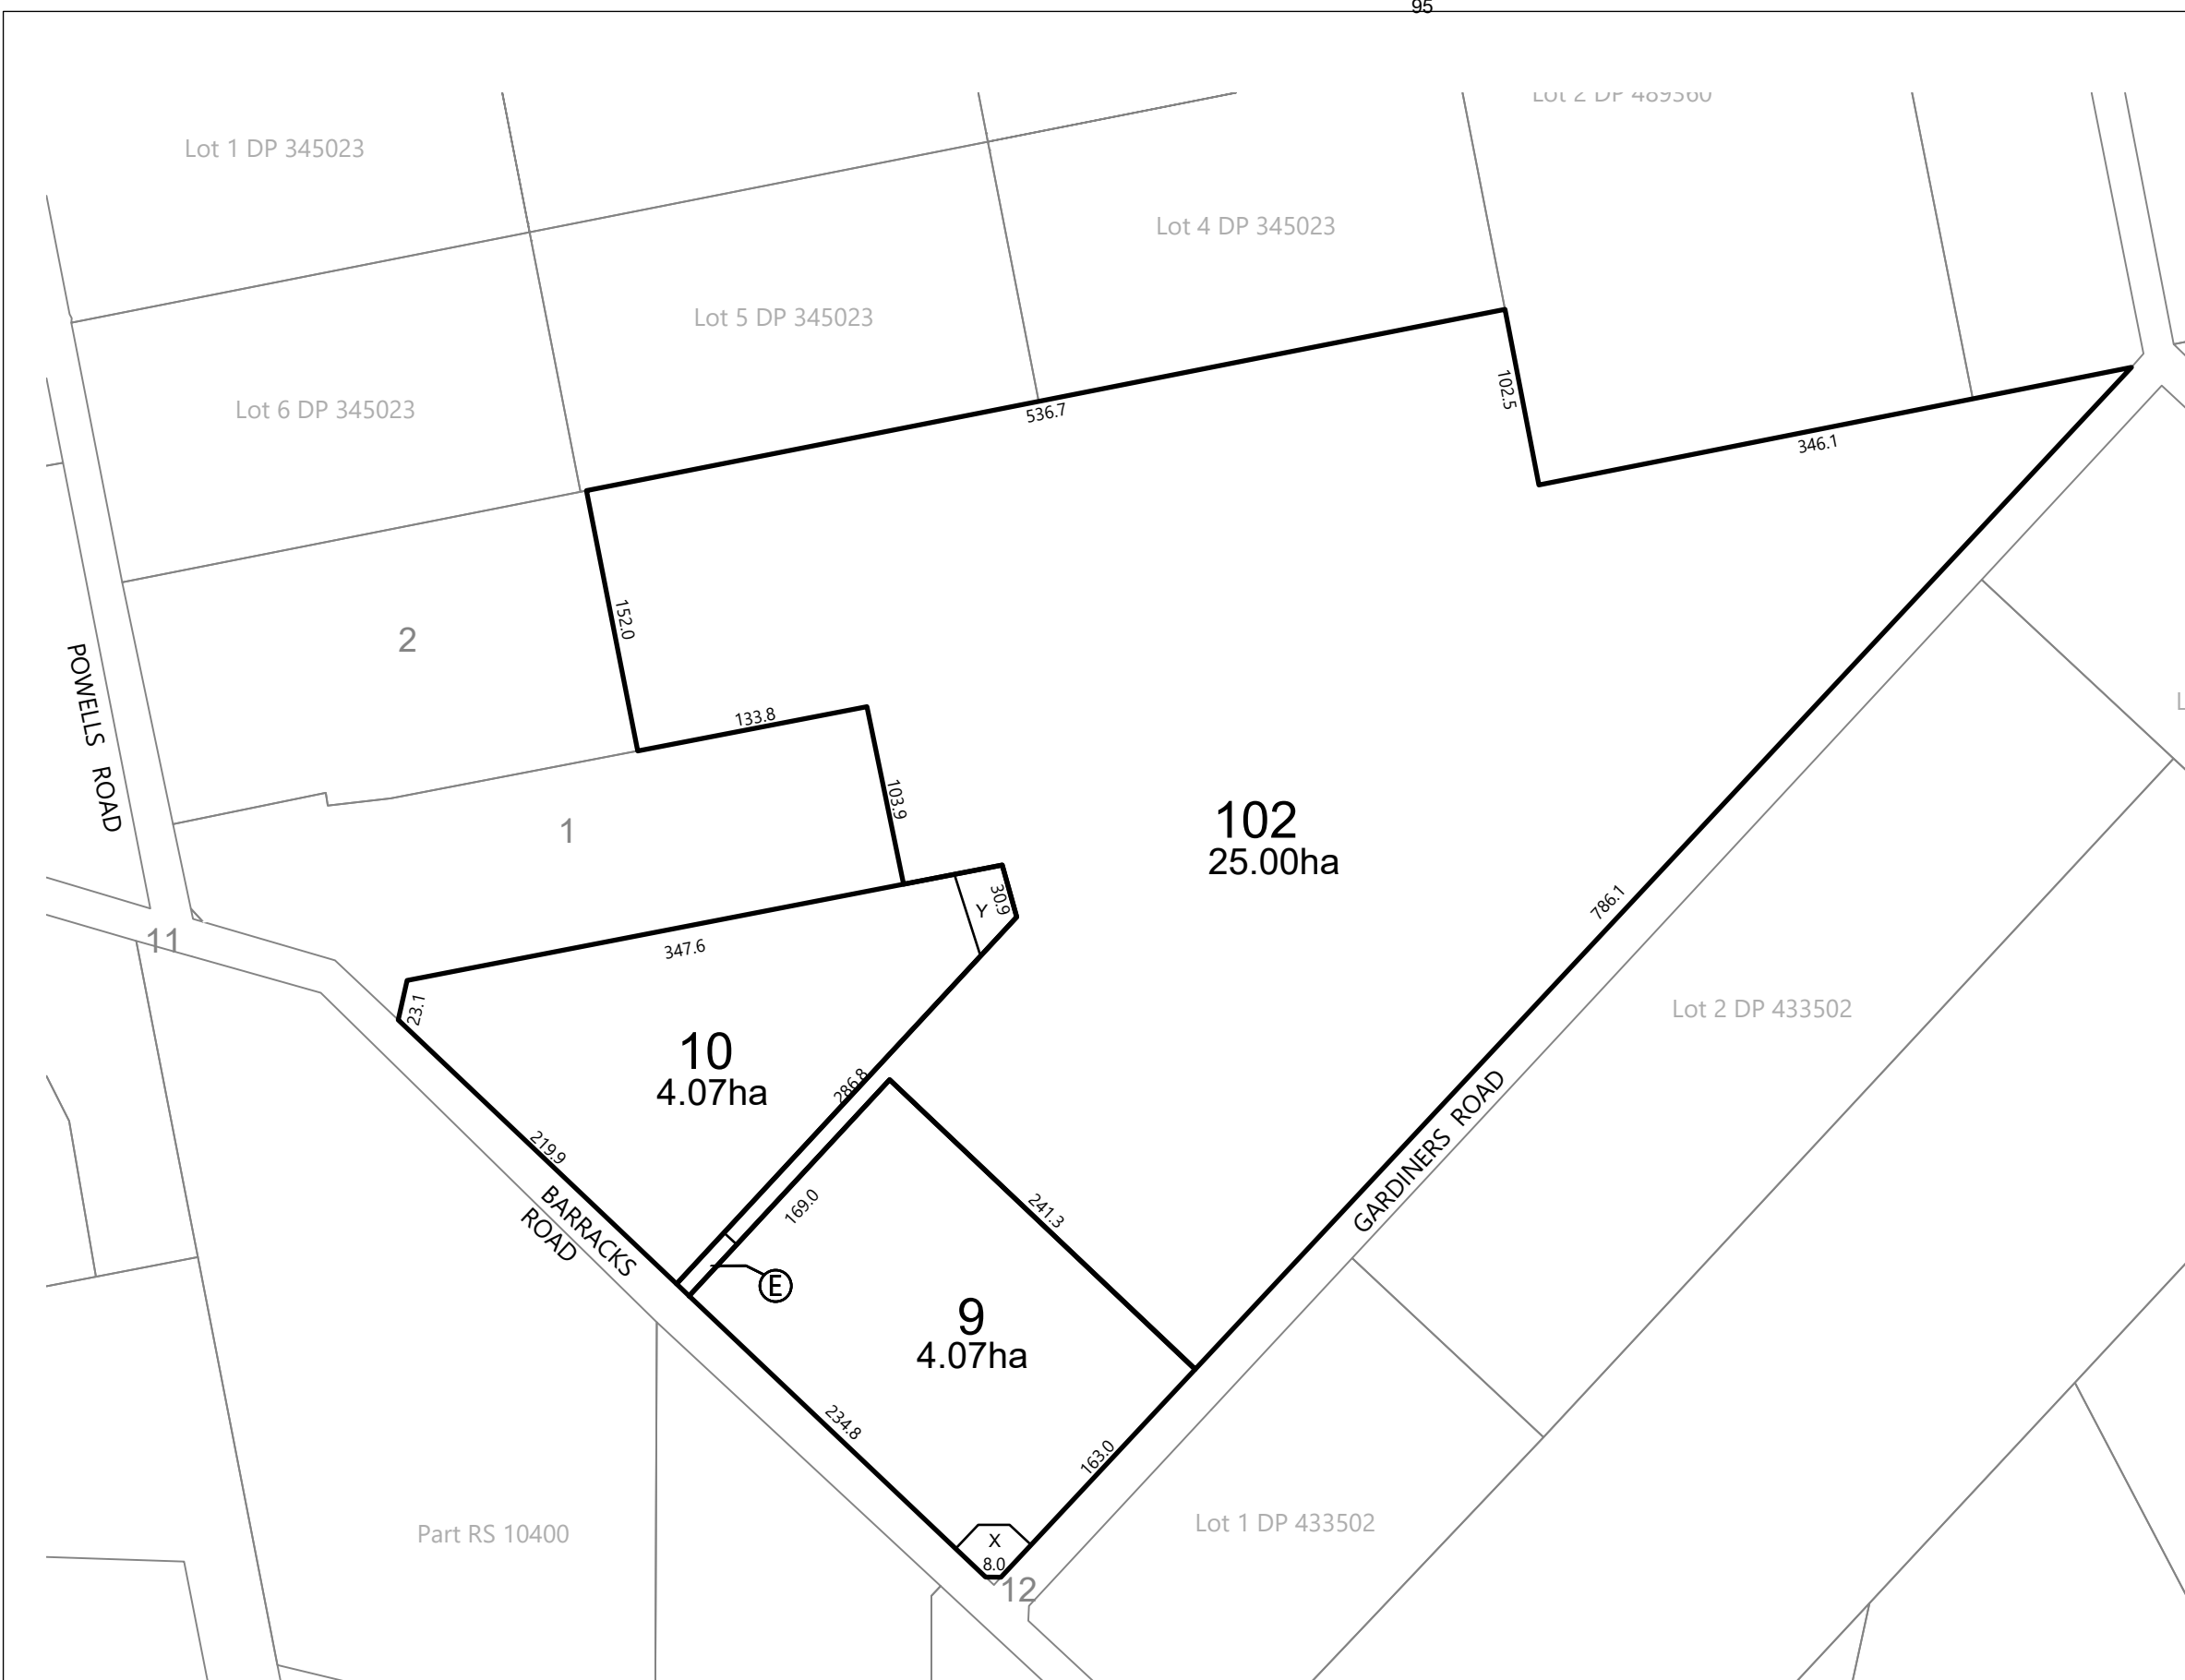 95
Lot 2 DP 489360
Lot 1 DP 345023
Lot 4 DP 345023
Lot 5 DP 345023
Lot 6 DP 345023
102.5
536.7
346.1
152.0
2
POWELLS ROAD
133.8
103.9
1
102
25.00ha
30.9
Y
786.1
11
347.6
23.1
Lot 2 DP 433502
10
4.07ha
286.8
219.9
GARDINERS ROAD
169.0
241.3
BARRACKS
ROAD
E
9
4.07ha
234.8
163.0
Part RS 10400
Lot 1 DP 433502
X
8.0
12
L